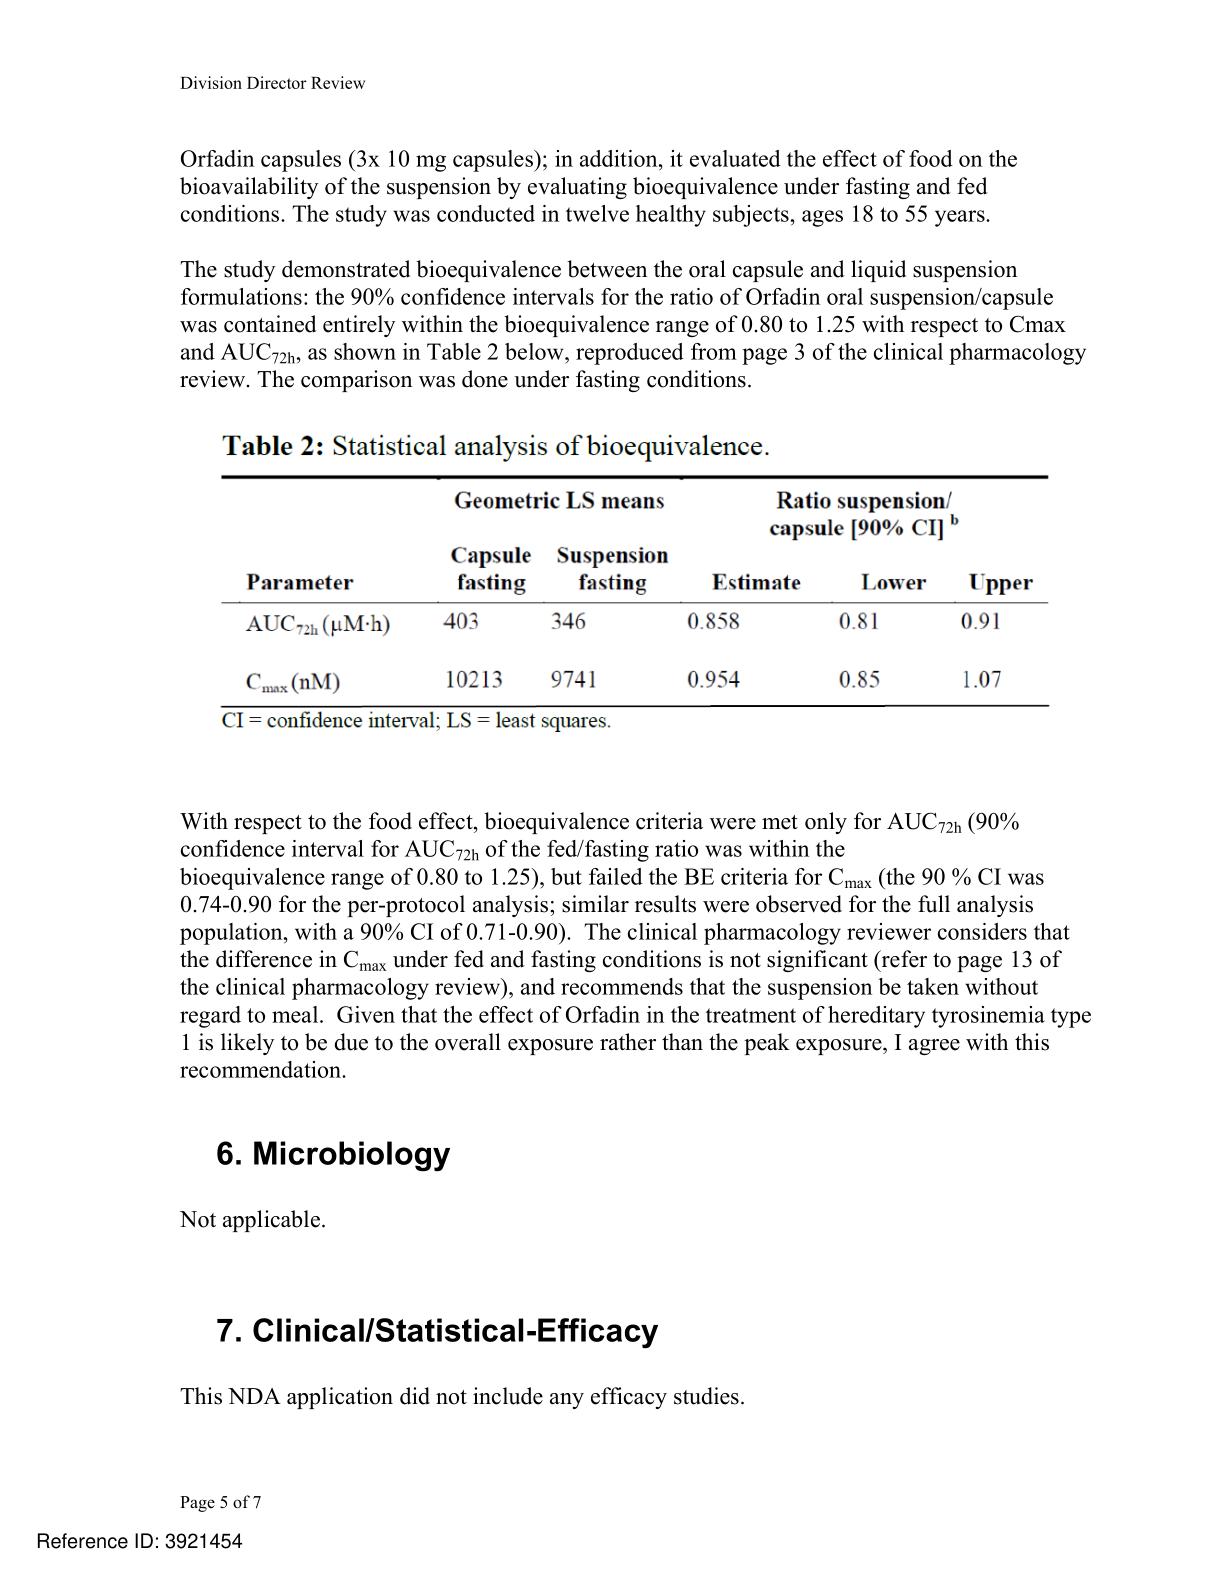 Division Director Review
Orfadin capsules (3x 10 mg capsules); in addition, it evaluated the effect of food on the
bioavailability of the suspension by evaluating bioequivalence under fasting and fed
conditions. The study was conducted in twelve healthy subjects, ages 18 to 55 years.
The study demonstrated bioequivalence between the oral capsule and liquid suspension
formulations: the 90% confidence intervals for the ratio of Orfadin oral suspension/capsule
was contained entirely within the bioequivalence range of 0.80 to 1.25 with respect to Cmax
and AUC72h, as shown in Table 2 below, reproduced from page 3 of the clinical pharmacology
review. The comparison was done under fasting conditions.
Table 2: Statistical analysis of bioequivalence.
Geometric LS means Ratio suspension/
capsule [90% CI] b
Capsule Suspension
Parameter fasting fasting Estimate Lower Upper
AUC72h (μM·h) 403 346 0.858 0.81 0.91
Cmax (nM) 10213 9741 0.954 0.85 1.07
CI = confidence interval; LS = least squares.
With respect to the food effect, bioequivalence criteria were met only for AUC72h (90%
confidence interval for AUC72h of the fed/fasting ratio was within the
bioequivalence range of 0.80 to 1.25), but failed the BE criteria for Cmax (the 90 % CI was
0.74-0.90 for the per-protocol analysis; similar results were observed for the full analysis
population, with a 90% CI of 0.71-0.90).  The clinical pharmacology reviewer considers that
the difference in Cmax under fed and fasting conditions is not significant (refer to page 13 of
the clinical pharmacology review), and recommends that the suspension be taken without
regard to meal.  Given that the effect of Orfadin in the treatment of hereditary tyrosinemia type
1 is likely to be due to the overall exposure rather than the peak exposure, I agree with this
recommendation.
6. Microbiology
Not applicable.
7. Clinical/Statistical-Efficacy
This NDA application did not include any efficacy studies.
Page 5 of 7
Reference ID: 3921454